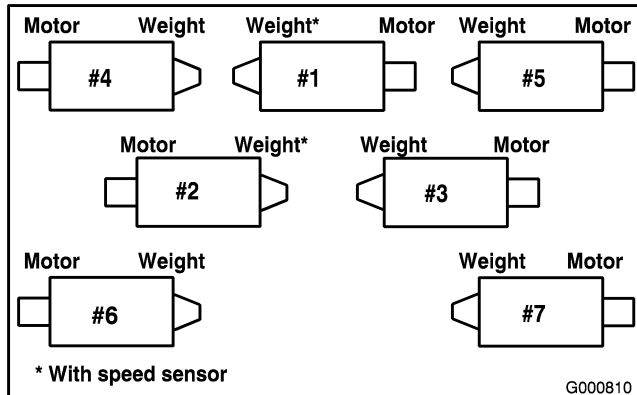 Motor Weight Weight* Motor Weight Motor
#4 #1 #5
Motor Weight* Weight Motor
#2 #3
Motor Weight Weight Motor
#6 #7
* With speed sensor
G000810